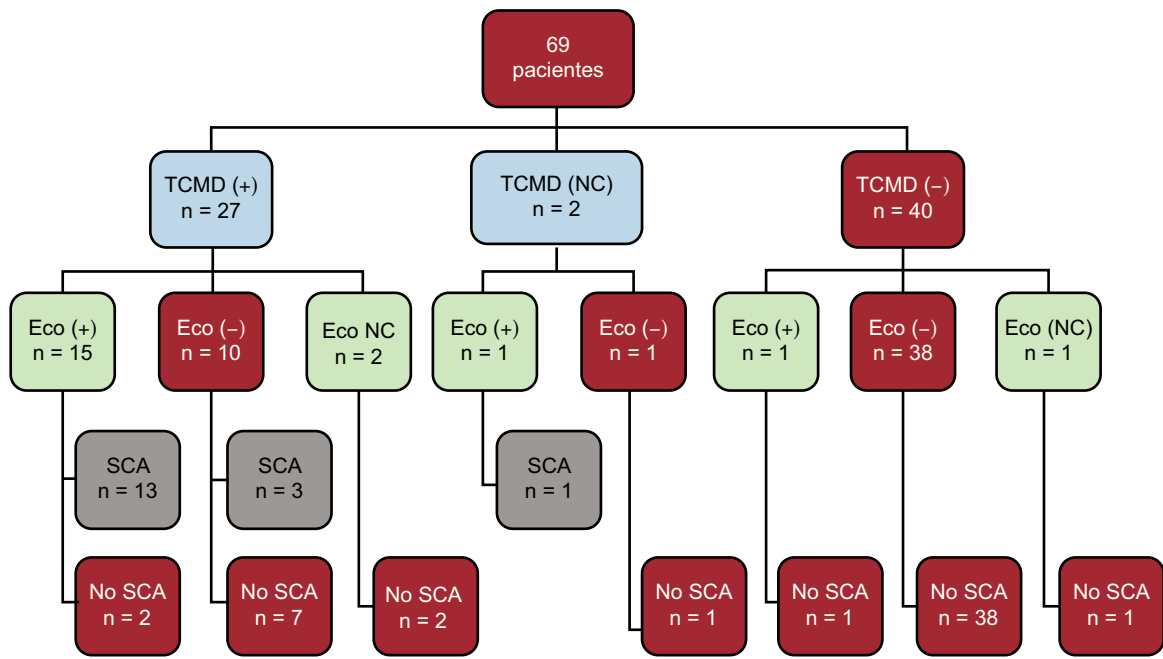 69
pacientes
TCMD (+)
n = 27
TCMD (NC)
n = 2
TCMD (−)
n = 40
Eco (+)
n = 15
Eco (−)
n = 10
Eco NC
n = 2
Eco (+)
n = 1
Eco (−)
n = 1
Eco (+)
n = 1
Eco (−)
n = 38
Eco (NC)
n = 1
SCA
n = 13
SCA
n = 3
SCA
n = 1
No SCA
n = 2
No SCA
n = 7
No SCA
n = 2
No SCA
n = 1
No SCA
n = 1
No SCA
n = 38
No SCA
n = 1